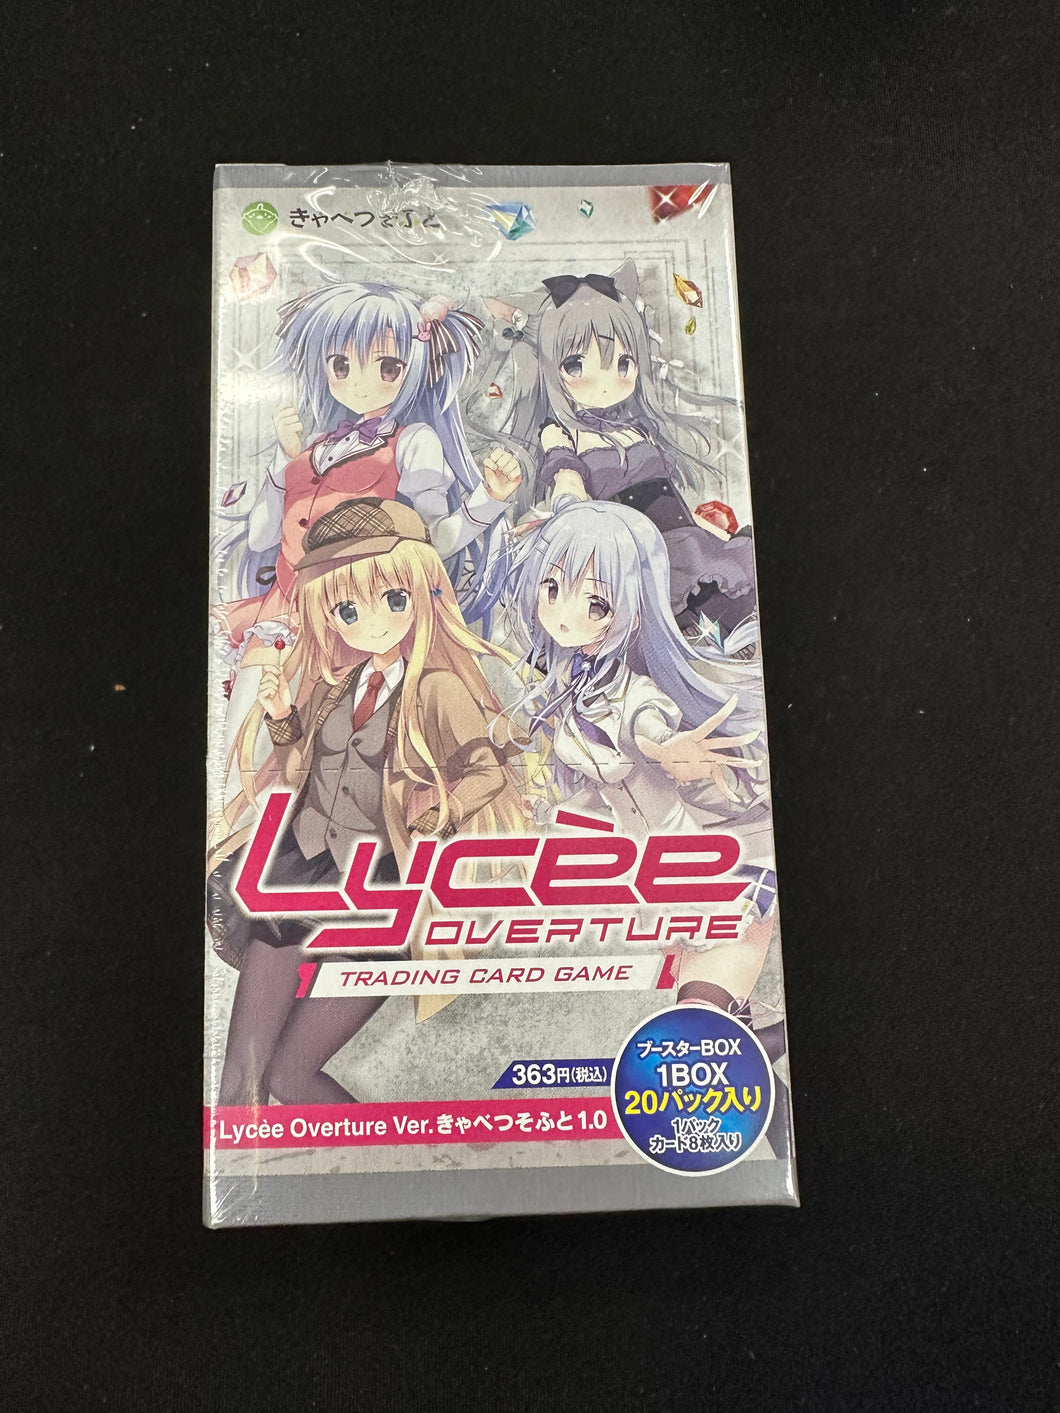 きゃべつそふと
Lycèe
OVERTURE
TRADING CARD GAME
363円(税込)
ブースターBOX
1BOX
20パック入り
1パック
カード8枚入り
Lycèe Overture Ver.きゃべつそふと1.0